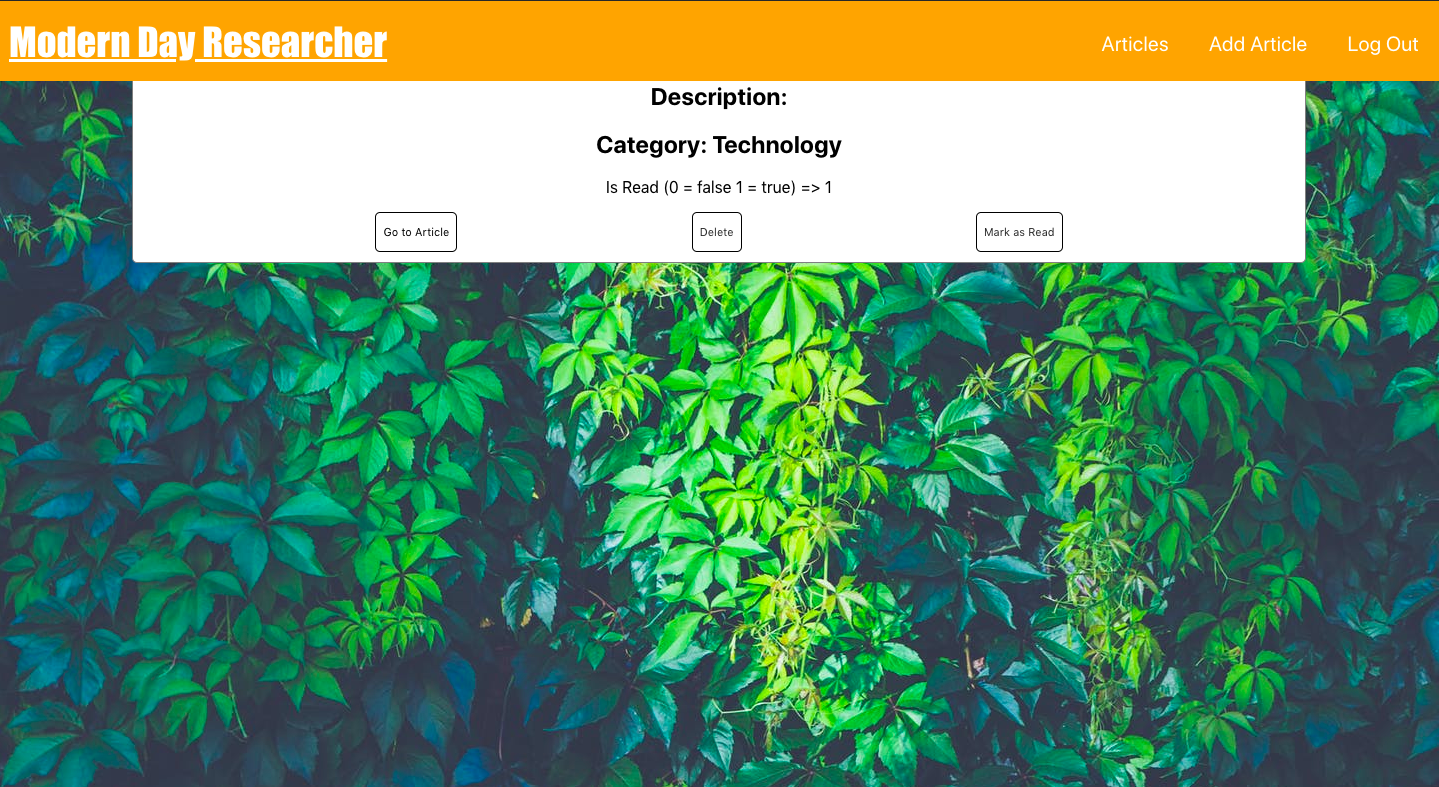 Modern Day Researcher
Articles Add Article Log Out
Description:
Category: Technology
Is Read (0 = false 1 = true) => 1
Go to Article Delete Mark as Read